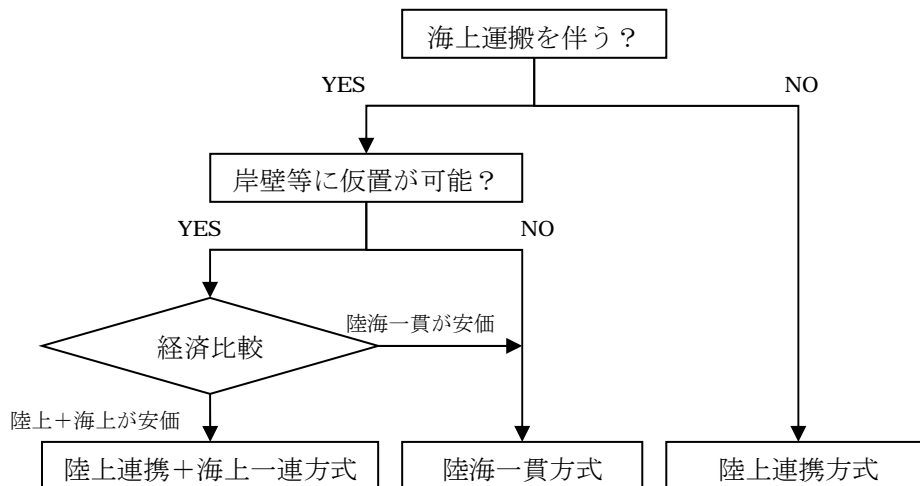 海上運搬を伴う?
YES
NO
岸壁等に仮置が可能?
YES
NO
陸海一貫が安価
経済比較
陸上+海上が安価
陸上連携+海上一連方式
陸海一貫方式
陸上連携方式